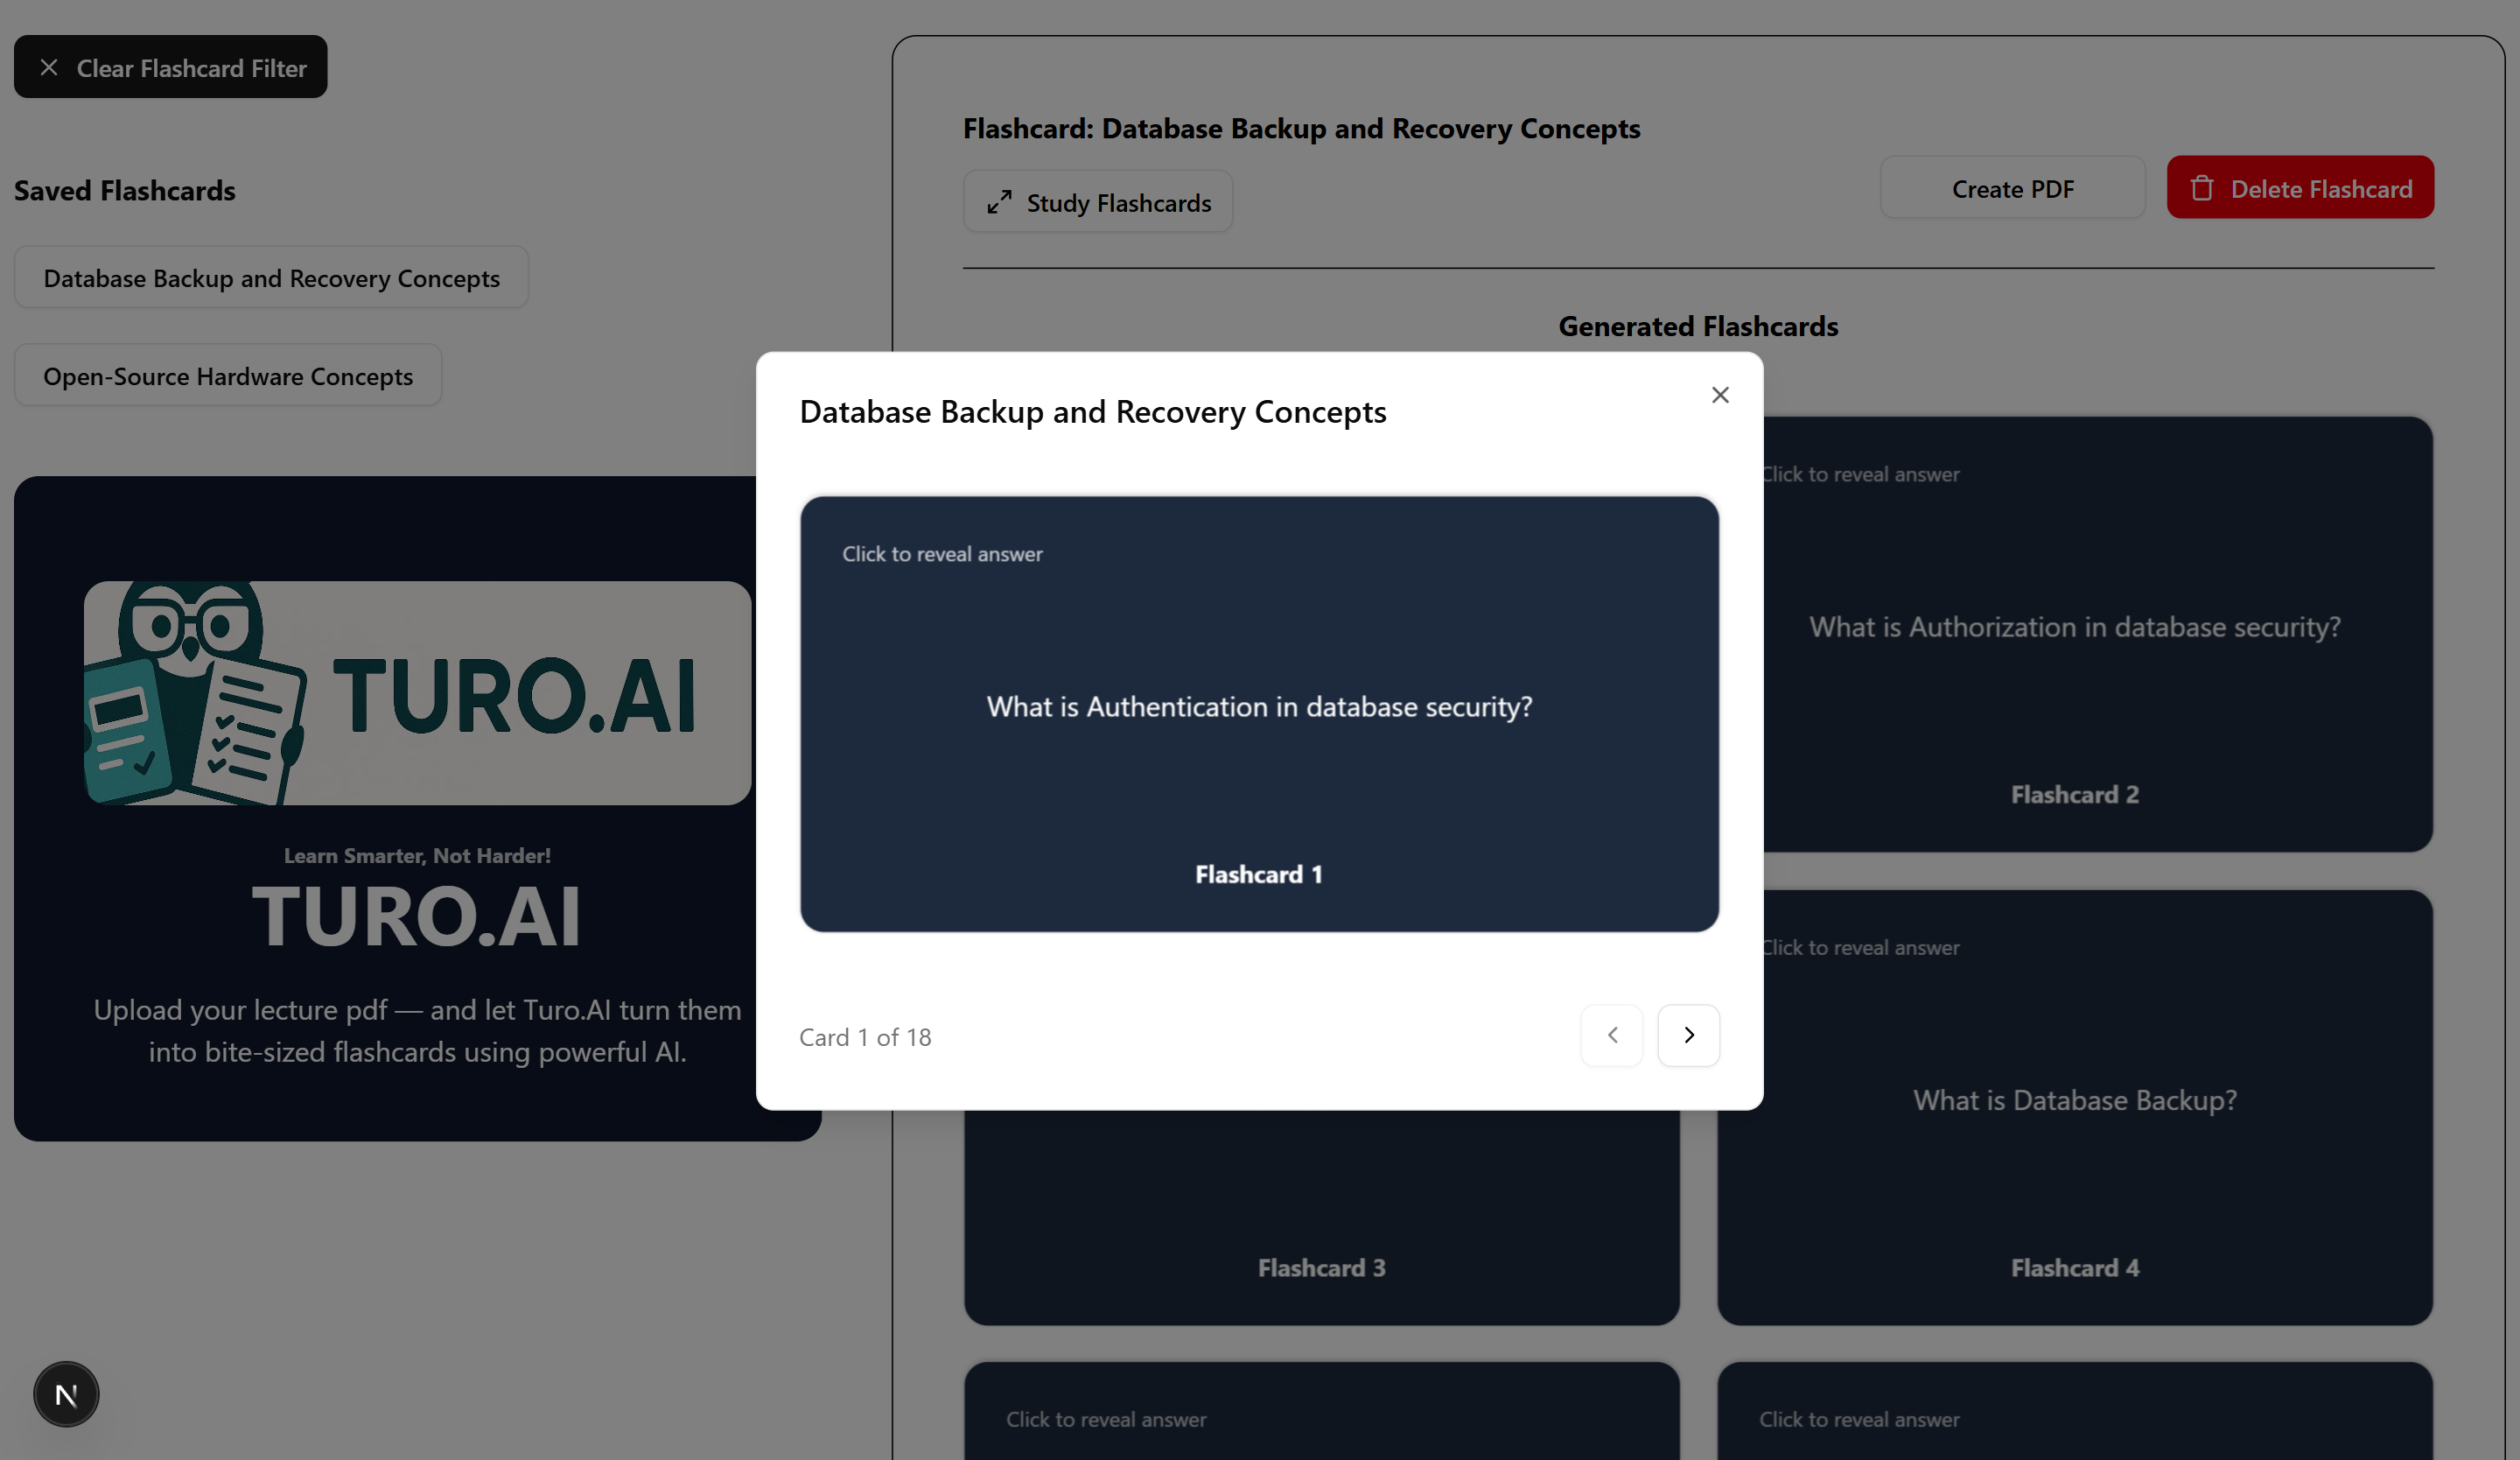 Clear Flashcard Filter
Saved Flashcards
Database Backup and Recovery Concepts
Open-Source Hardware Concepts
TURO.AI
Learn Smarter, Not Harder!
TURO.AI
Upload your lecture pdf — and let Turo.AI turn them
into bite-sized flashcards using powerful AI.
N
Flashcard: Database Backup and Recovery Concepts
Study Flashcards
Create PDF
Delete Flashcard
Generated Flashcards
Database Backup and Recovery Concepts
Click to reveal answer
What is Authentication in database security?
Flashcard 1
Card 1 of 18
Click to reveal answer
What is Authorization in database security?
Flashcard 2
Flashcard 3
Click to reveal answer
What is Database Backup?
Flashcard 4
Click to reveal answer
Click to reveal answer